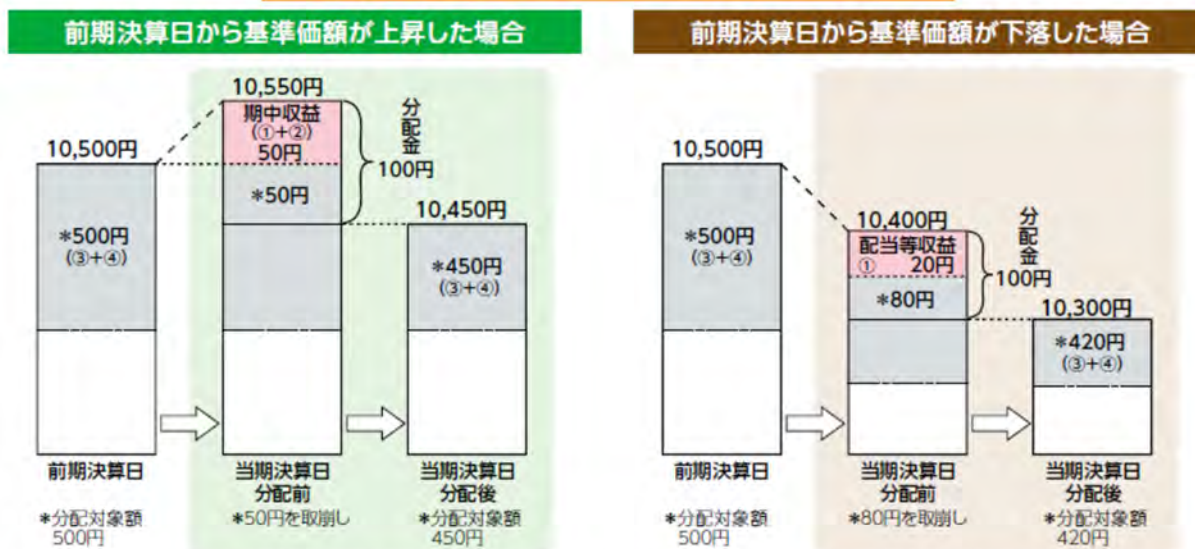 前期決算日から基準価額が上昇した場合
10,550円
期中収益
(①+②)
50円
分配金
100円
10,500円
*50円
*500円
(③+④)
10,450円
*450円
(③+④)
前期決算日
当期決算日
分配前
当期決算日
分配後
*分配対象額
500円
*50円を取崩し
*分配対象額
450円
前期決算日から基準価額が下落した場合
10,500円
*500円
(③+④)
10,400円
配当等収益
① 20円
分配金
100円
*80円
10,300円
*420円
(③+④)
前期決算日
当期決算日
分配前
当期決算日
分配後
*分配対象額
500円
*80円を取崩し
*分配対象額
420円